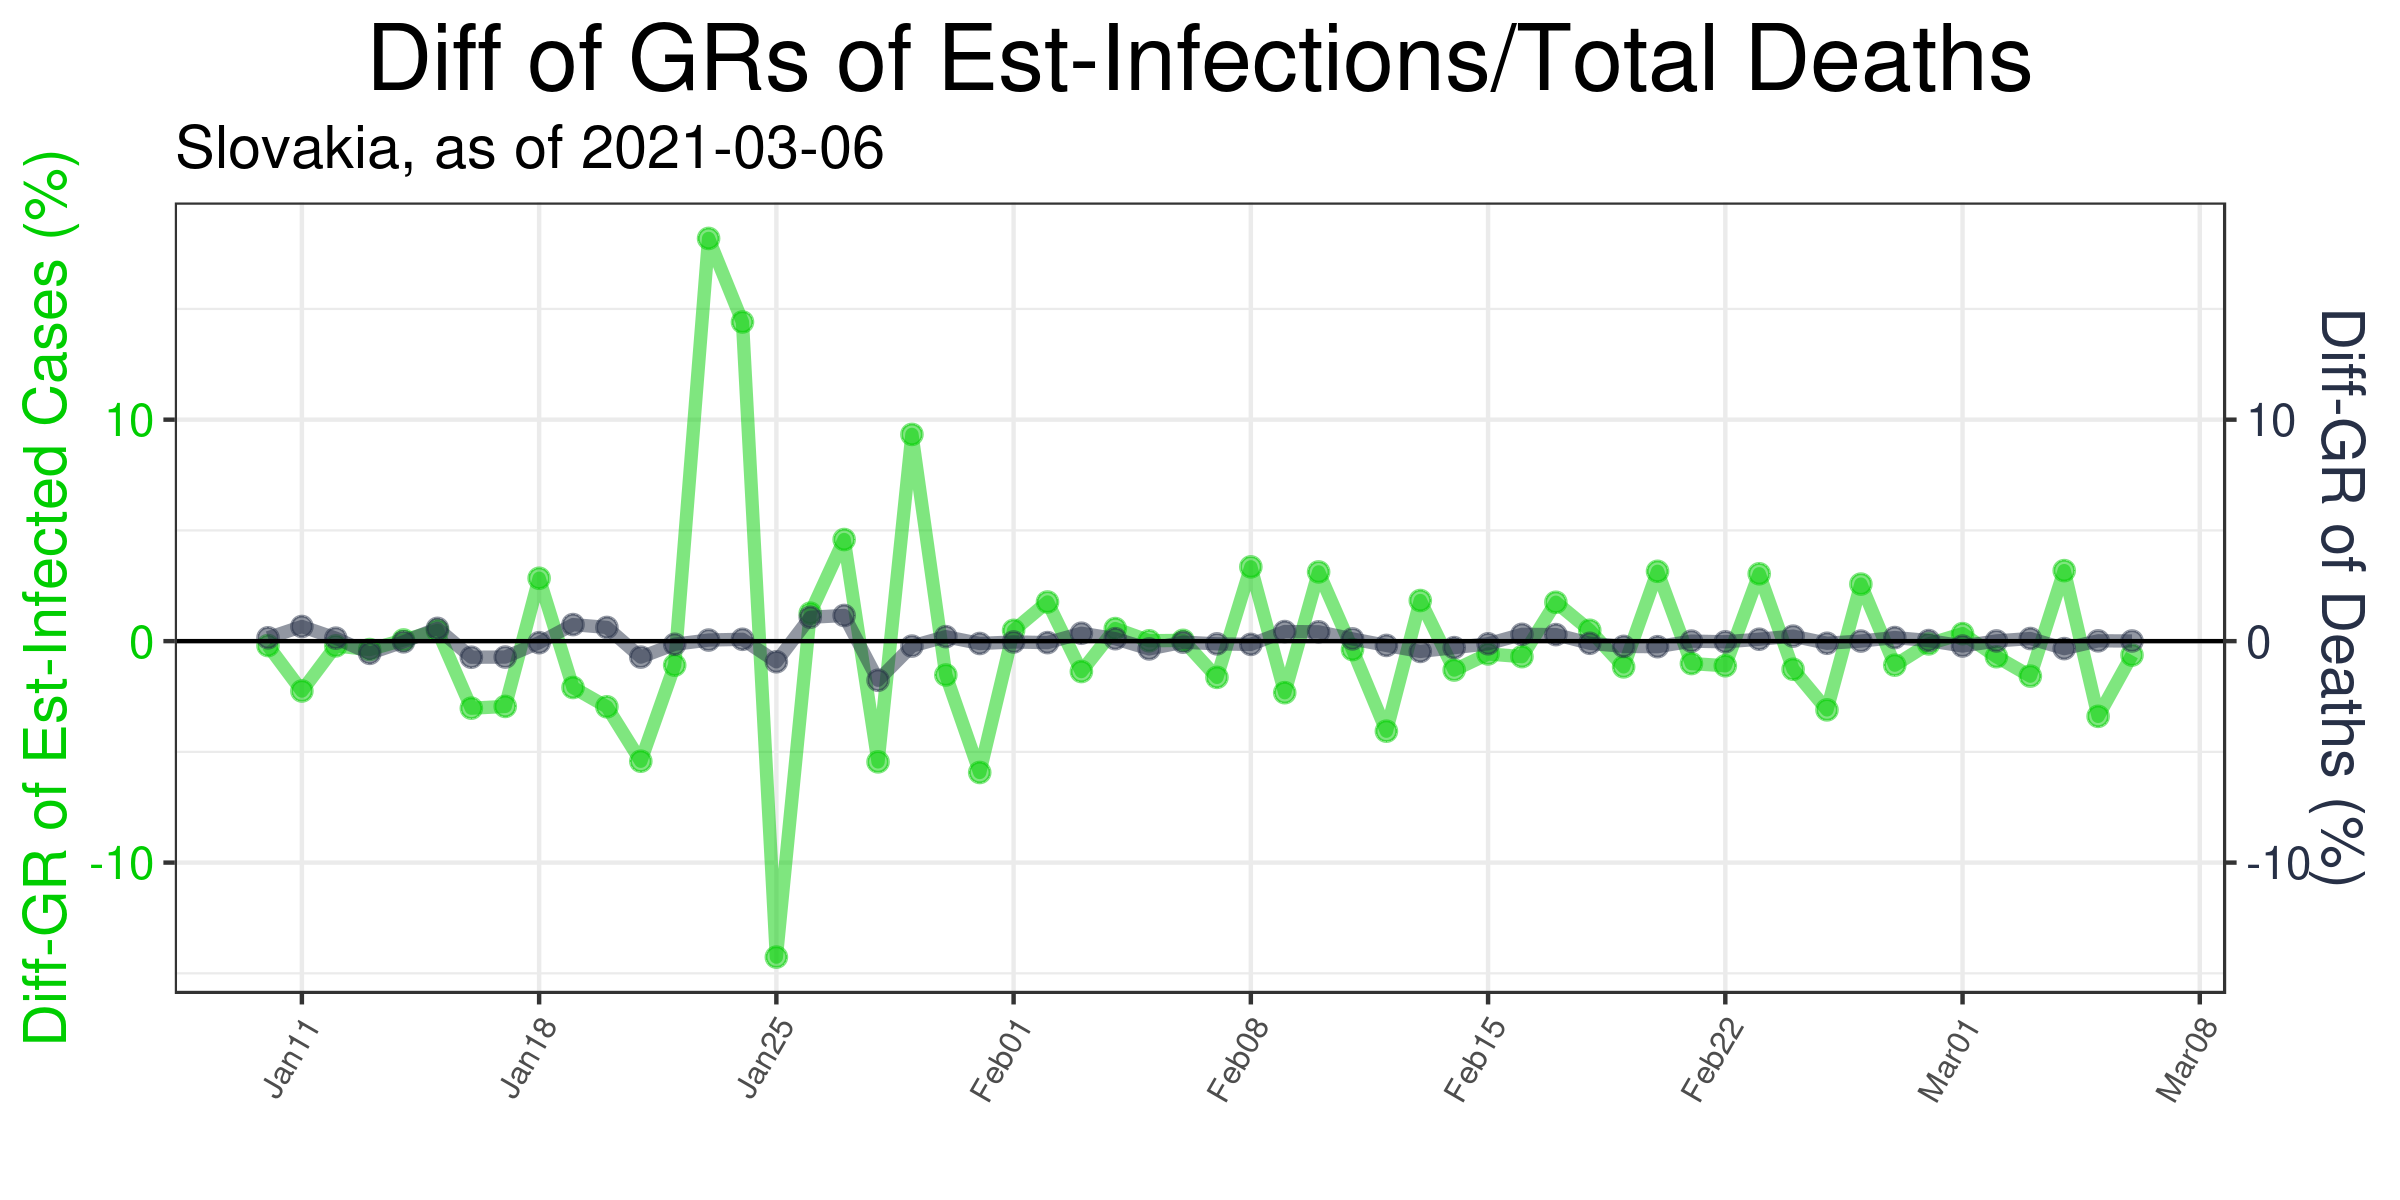 Diff of GRs of Est-Infections/Total Deaths
Slovakia, as of 2021-03-06
Diff-GR of Est-Infected Cases (%)
10
0
-10
10
0
-10
Diff-GR of Deaths (%)
Jan11
Jan18
Jan25
Feb01
Feb08
Feb15
Feb22
Mar01
Mar08